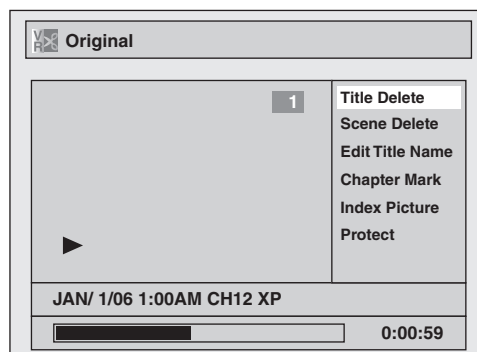 VR Original
1
Title Delete
Scene Delete
Edit Title Name
Chapter Mark
Index Picture
Protect
JAN/ 1/06 1:00AM CH12 XP
0:00:59